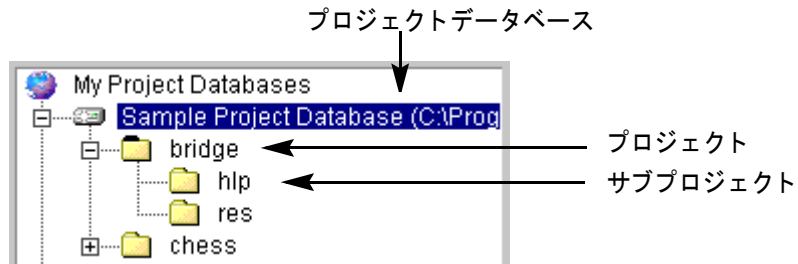 プロジェクトデータベース
My Project Databases
Sample Project Database (C:\Prog
bridge
プロジェクト
hlp
サブプロジェクト
res
chess